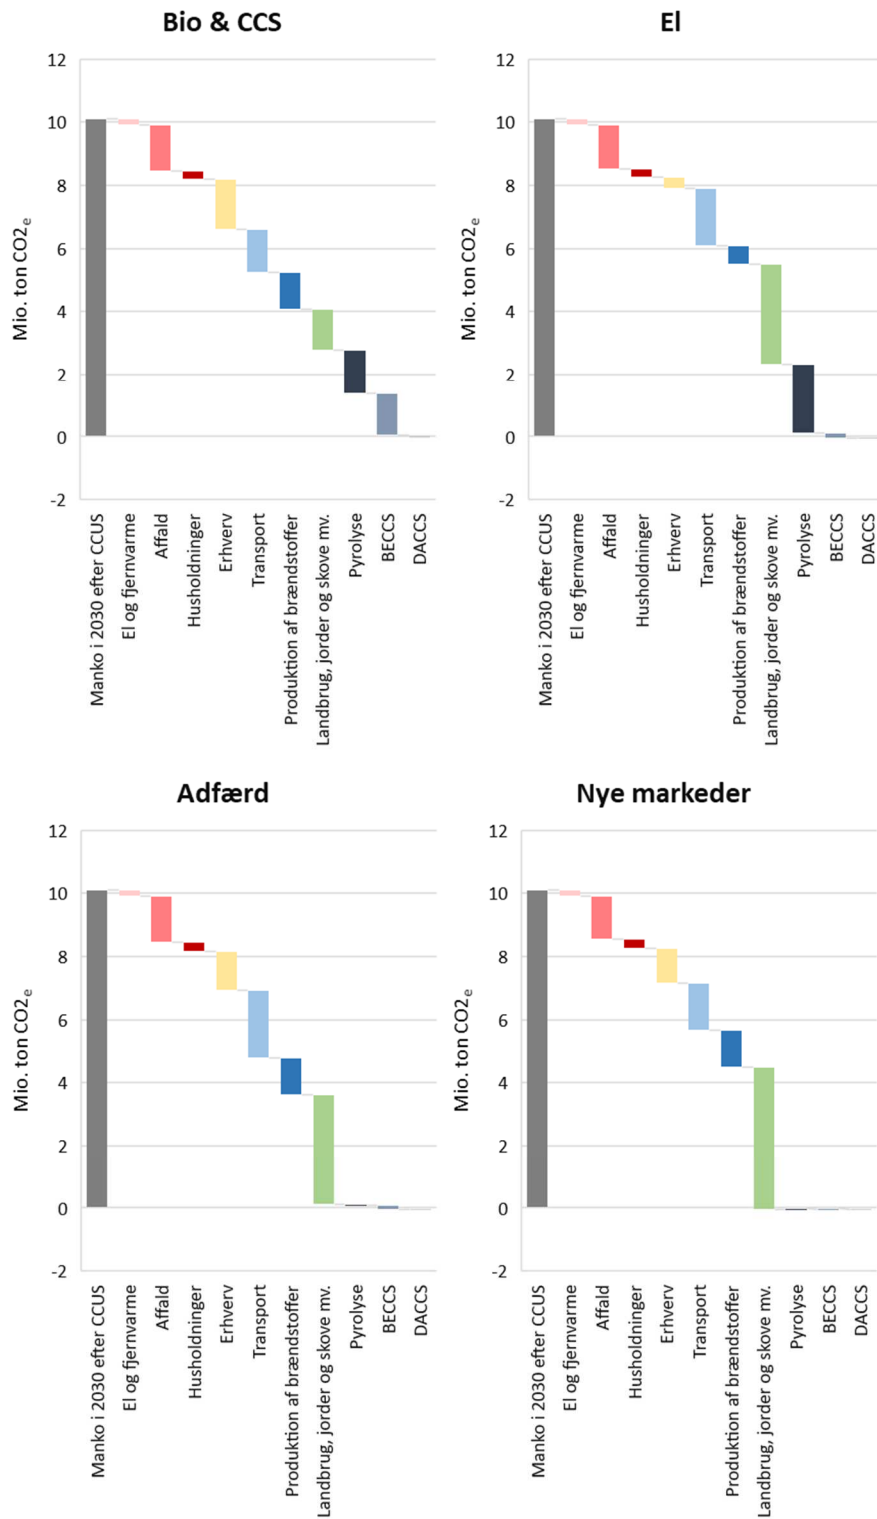 Bio & CCS
Mio. ton CO2e
12
10
8
6
4
2
0
-2
Manko i 2030 efter CCUS
El og fjernvarme
Affald
Husholdninger
Erhverv
Transport
Produktion af brændstoffer
Landbrug, jorder og skove mv.
Pyrolyse
BECCS
DACCS
El
Mio. ton CO2e
12
10
8
6
4
2
0
-2
Manko i 2030 efter CCUS
El og fjernvarme
Affald
Husholdninger
Erhverv
Transport
Produktion af brændstoffer
Landbrug, jorder og skove mv.
Pyrolyse
BECCS
DACCS
Adfærd
Mio. ton CO2e
12
10
8
6
4
2
0
-2
Manko i 2030 efter CCUS
El og fjernvarme
Affald
Husholdninger
Erhverv
Transport
Produktion af brændstoffer
Landbrug, jorder og skove mv.
Pyrolyse
BECCS
DACCS
Nye markeder
Mio. ton CO2e
12
10
8
6
4
2
0
-2
Manko i 2030 efter CCUS
El og fjernvarme
Affald
Husholdninger
Erhverv
Transport
Produktion af brændstoffer
Landbrug, jorder og skove mv.
Pyrolyse
BECCS
DACCS